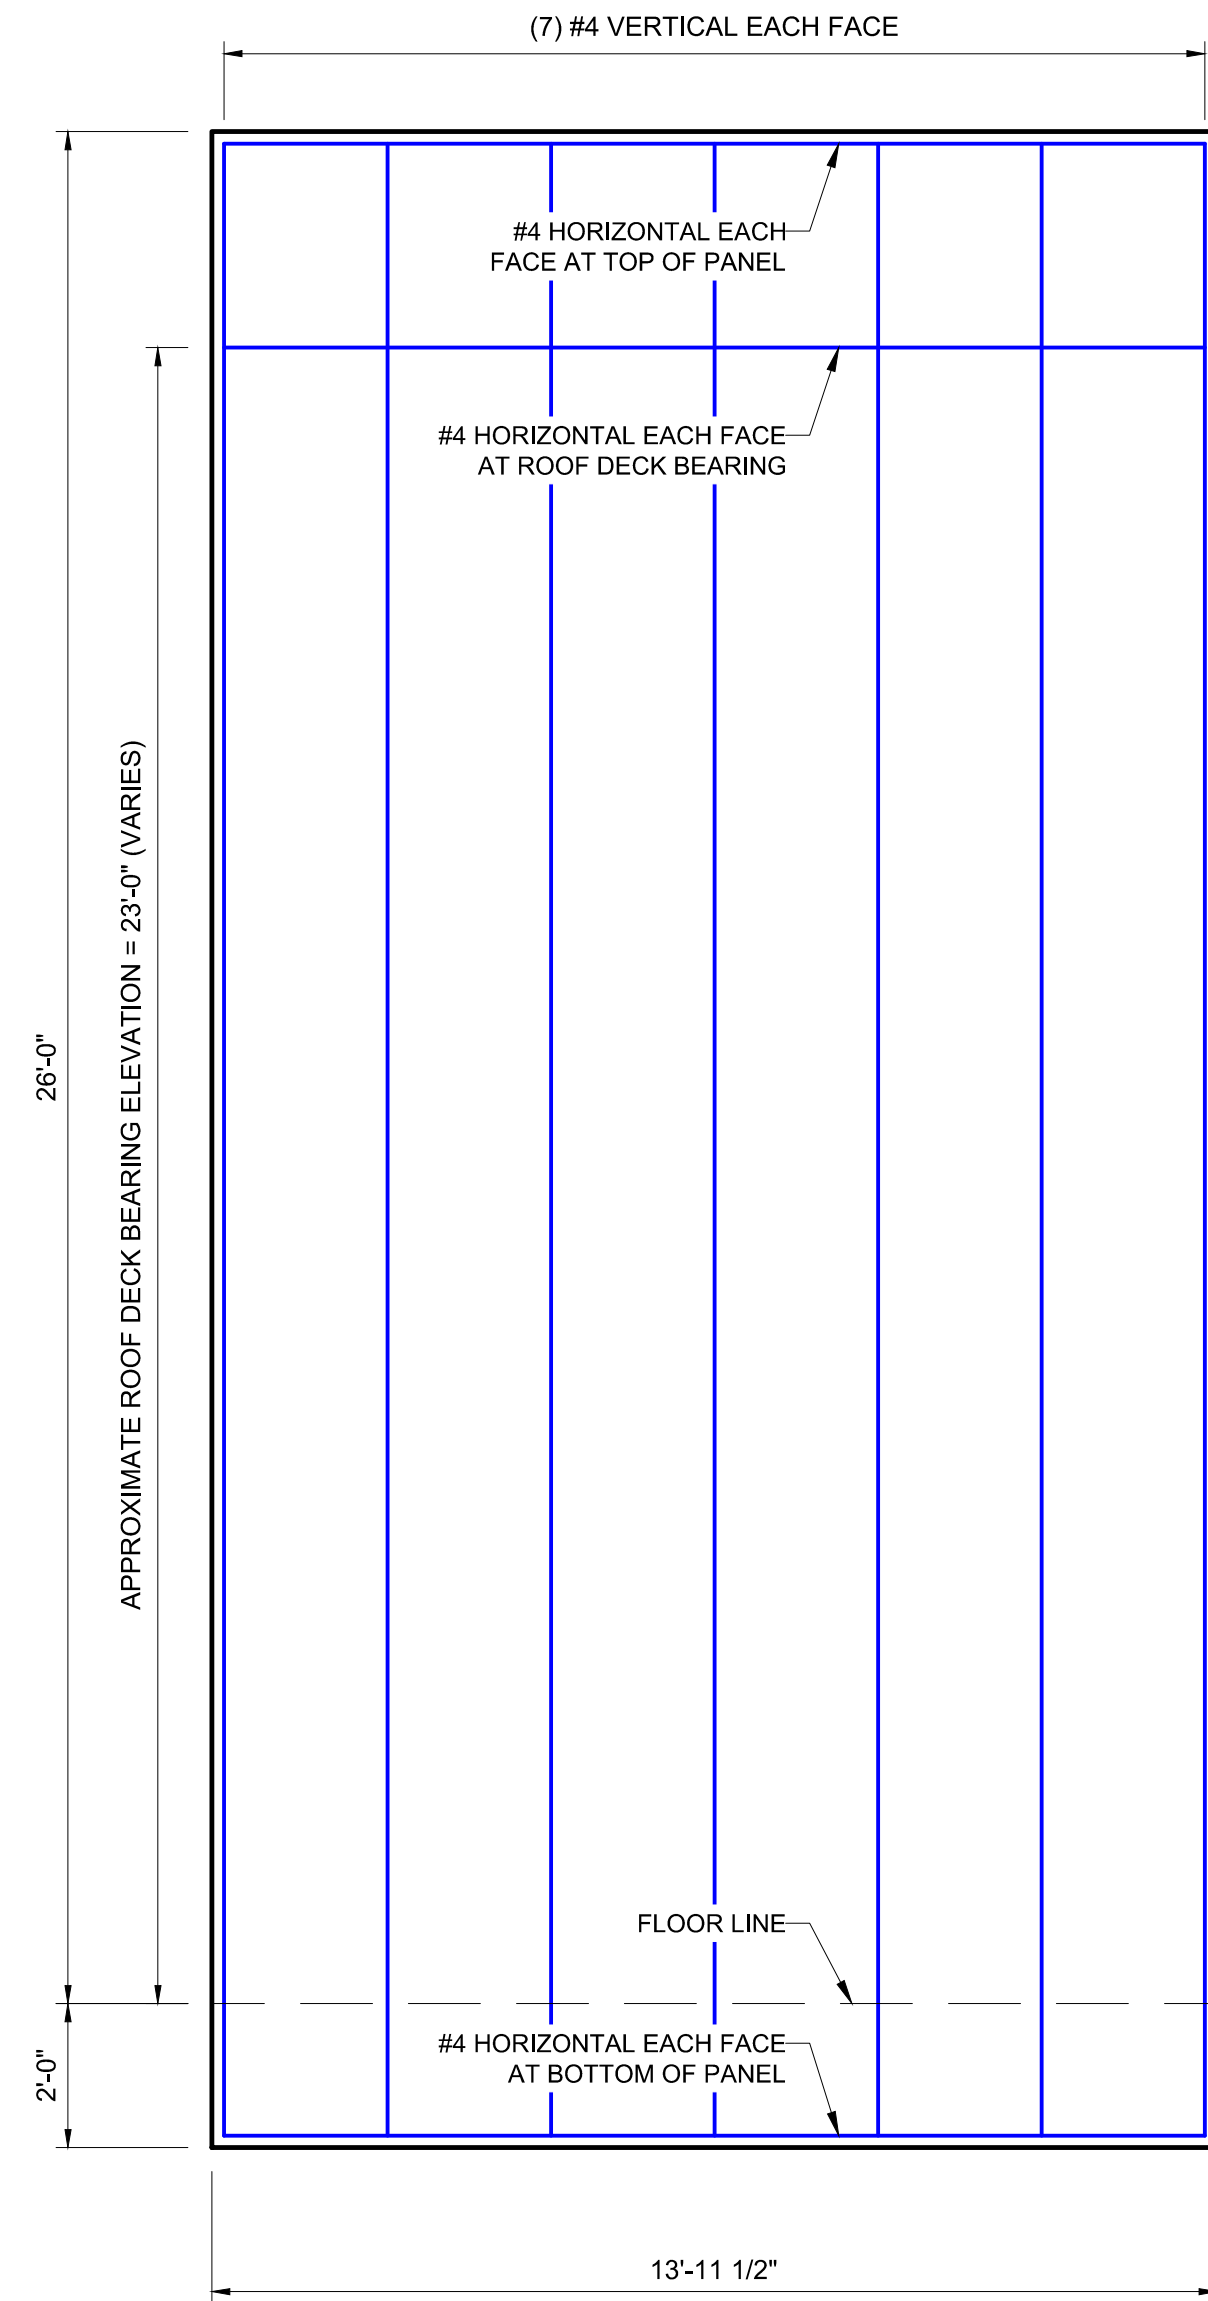 (7) #4 VERTICAL EACH FACE
#4 HORIZONTAL EACH
FACE AT TOP OF PANEL
#4 HORIZONTAL EACH FACE
AT ROOF DECK BEARING
APPROXIMATE ROOF DECK BEARING ELEVATION = 23'-0" (VARIES)
26'-0"
FLOOR LINE
#4 HORIZONTAL EACH FACE
AT BOTTOM OF PANEL
2'-0"
13'-11 1/2"